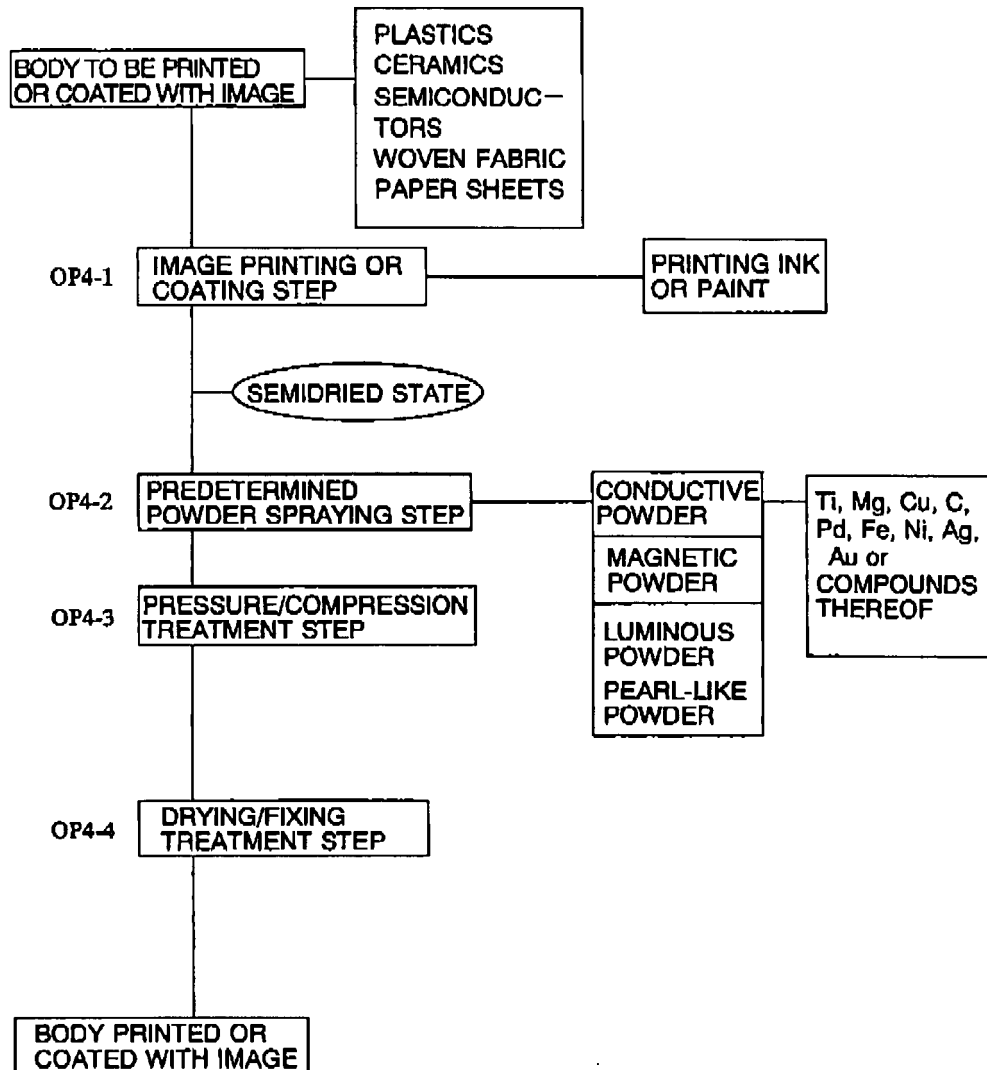 BODY TO BE PRINTED
OR COATED WITH IMAGE
PLASTICS
CERAMICS
SEMICONDUC-
TORS
WOVEN FABRIC
PAPER SHEETS
OP4-1
IMAGE PRINTING OR
COATING STEP
PRINTING INK
OR PAINT
SEMIDRIED STATE
OP4-2
PREDETERMINED
POWDER SPRAYING STEP
CONDUCTIVE
POWDER
MAGNETIC
POWDER
LUMINOUS
POWDER
PEARL-LIKE
POWDER
Ti, Mg, Cu, C,
Pd, Fe, Ni, Ag,
Au or
COMPOUNDS
THEREOF
OP4-3
PRESSURE/COMPRESSION
TREATMENT STEP
OP4-4
DRYING/FIXING
TREATMENT STEP
BODY PRINTED OR
COATED WITH IMAGE